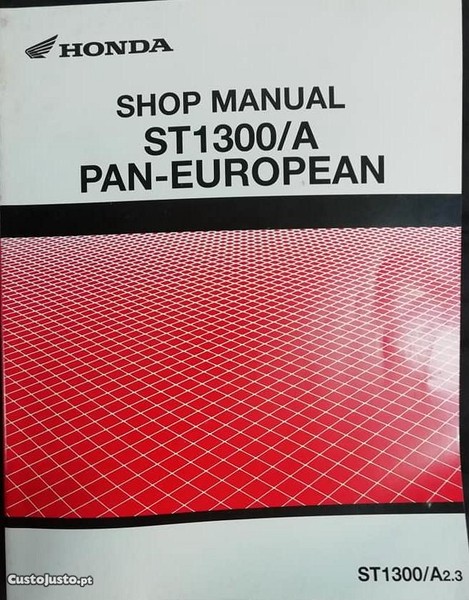 HONDA
SHOP MANUAL
ST1300/A
PAN-EUROPEAN
ST1300/A2.3
CustoJusto.pt